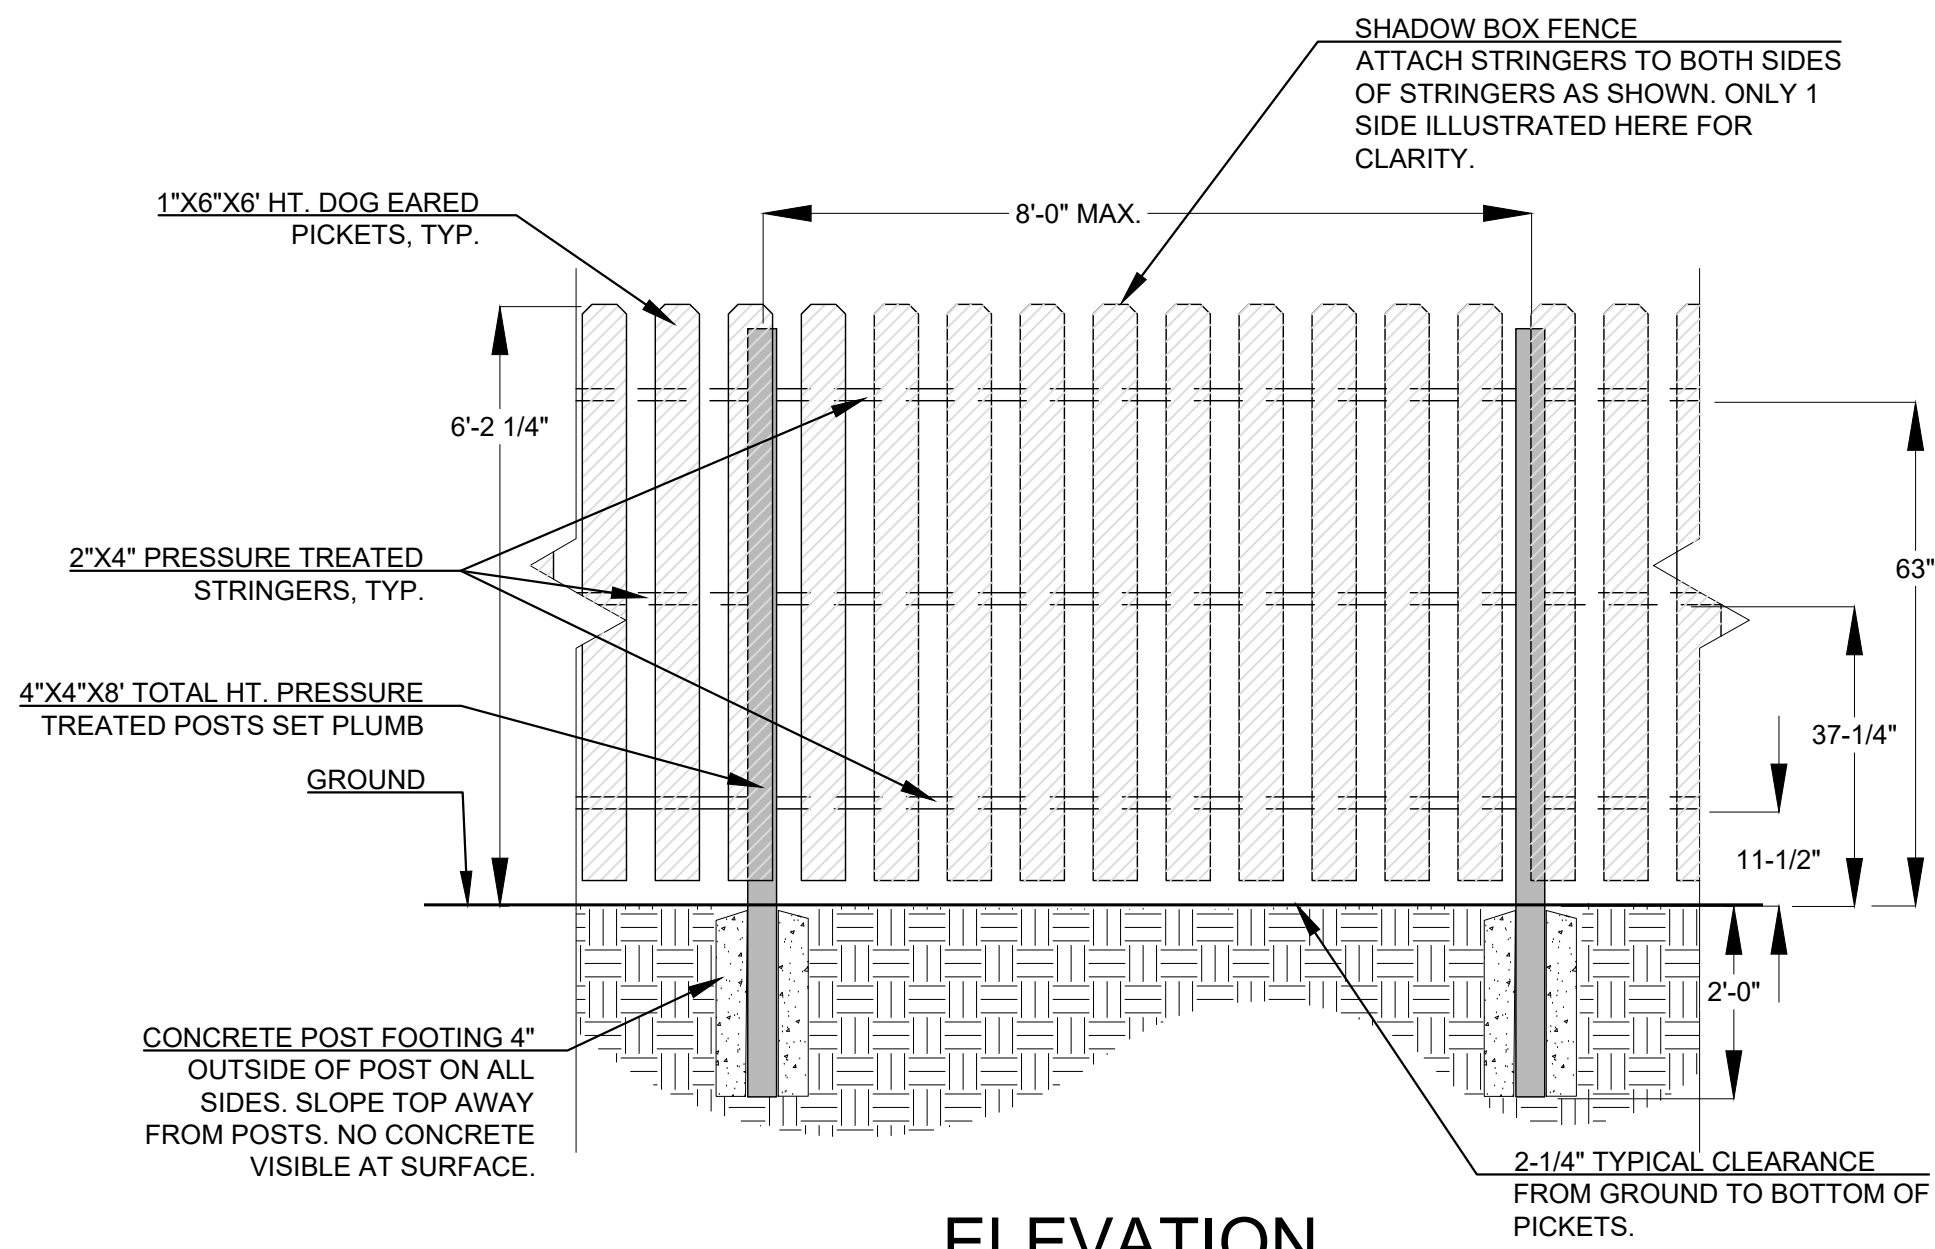 SHADOW BOX FENCE
ATTACH STRINGERS TO BOTH SIDES
OF STRINGERS AS SHOWN. ONLY 1
SIDE ILLUSTRATED HERE FOR
CLARITY.
1"X6"X6' HT. DOG EARED
PICKETS, TYP.
8'-0" MAX.
6'-2 1/4"
2"X4" PRESSURE TREATED
STRINGERS, TYP.
63"
4"X4"X8' TOTAL HT. PRESSURE
TREATED POSTS SET PLUMB
37-1/4"
GROUND
11-1/2"
2'-0"
CONCRETE POST FOOTING 4"
OUTSIDE OF POST ON ALL
SIDES. SLOPE TOP AWAY
FROM POSTS. NO CONCRETE
VISIBLE AT SURFACE.
2-1/4" TYPICAL CLEARANCE
FROM GROUND TO BOTTOM OF
PICKETS.
ELEVATION